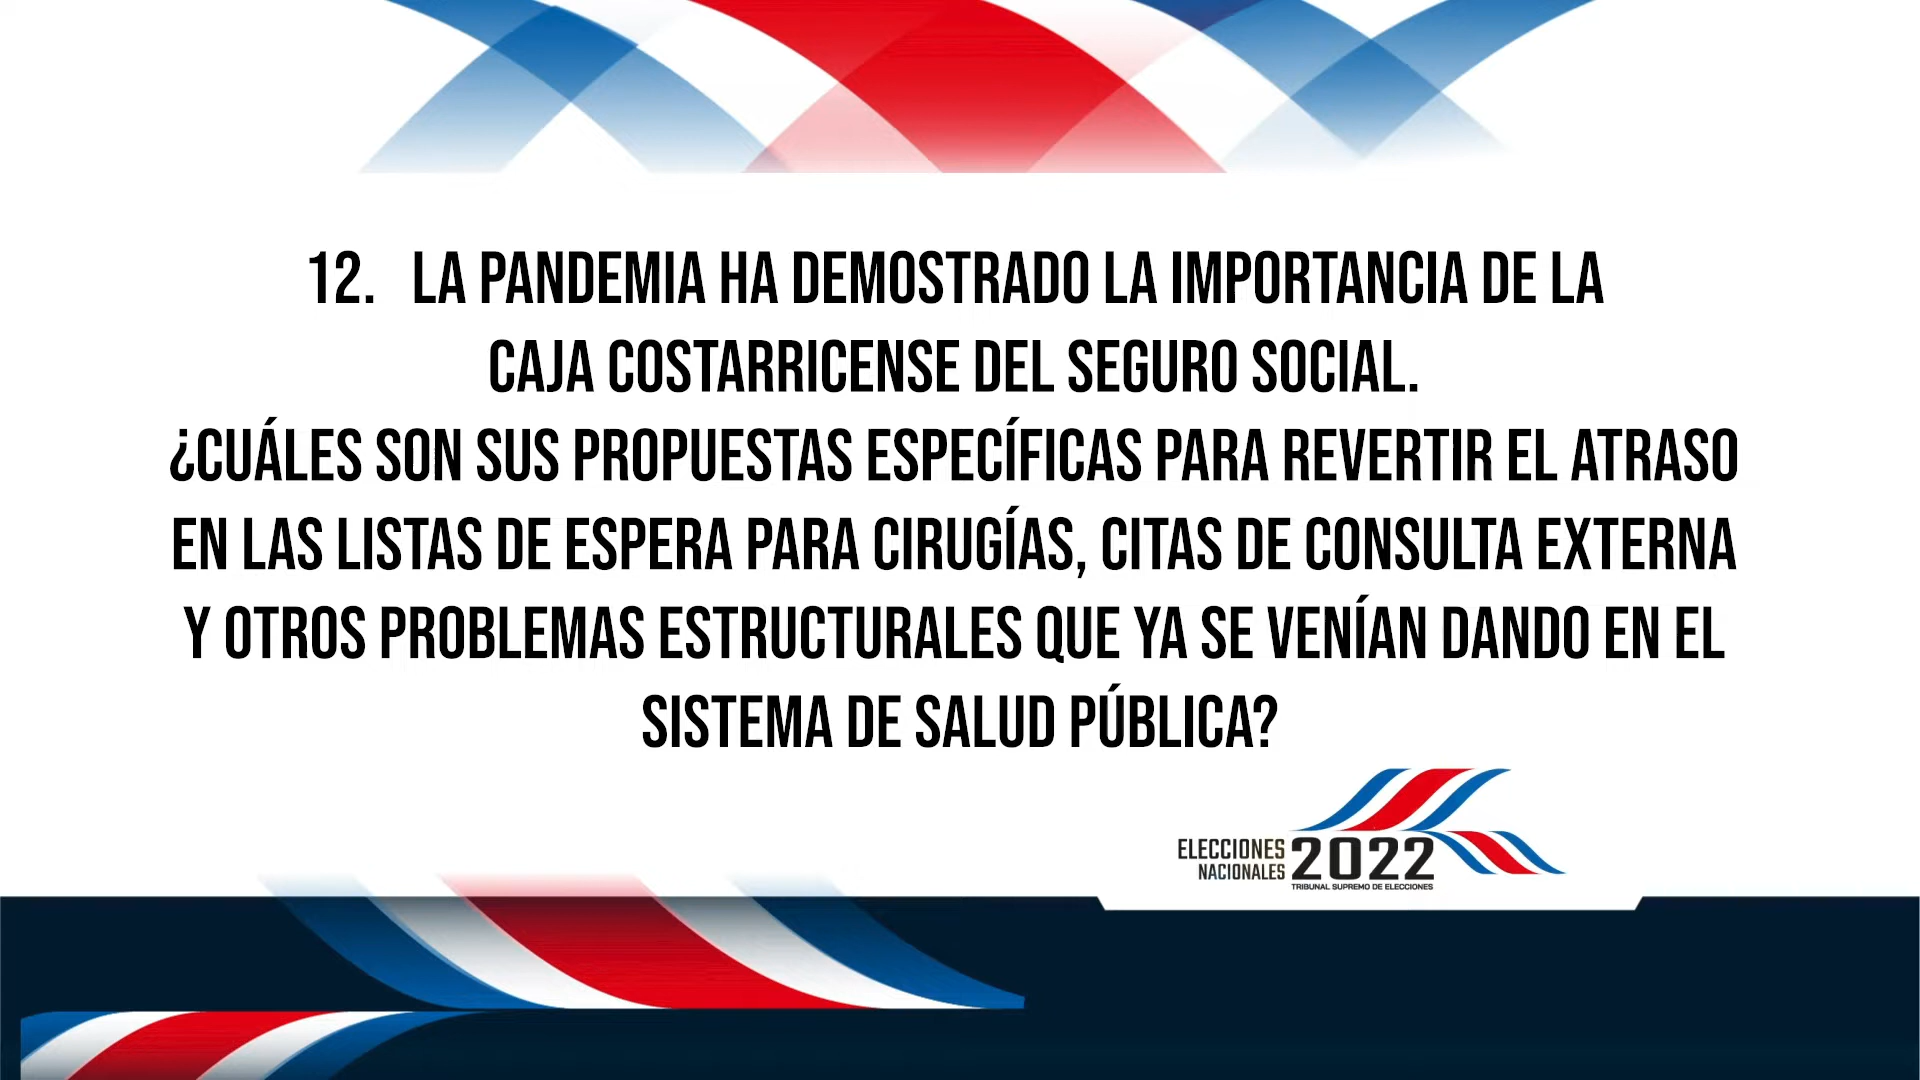 12. LA PANDEMIA HA DEMOSTRADO LA IMPORTANCIA DE LA
CAJA COSTARRICENSE DEL SEGURO SOCIAL.
¿CUÁLES SON SUS PROPUESTAS ESPECÍFICAS PARA REVERTIR EL ATRASO
EN LAS LISTAS DE ESPERA PARA CIRUGÍAS, CITAS DE CONSULTA EXTERNA
Y OTROS PROBLEMAS ESTRUCTURALES QUE YA SE VENÍAN DANDO EN EL
SISTEMA DE SALUD PÚBLICA?
ELECCIONES
NACIONALES
2022
TRIBUNAL SUPREMO DE ELECCIONES